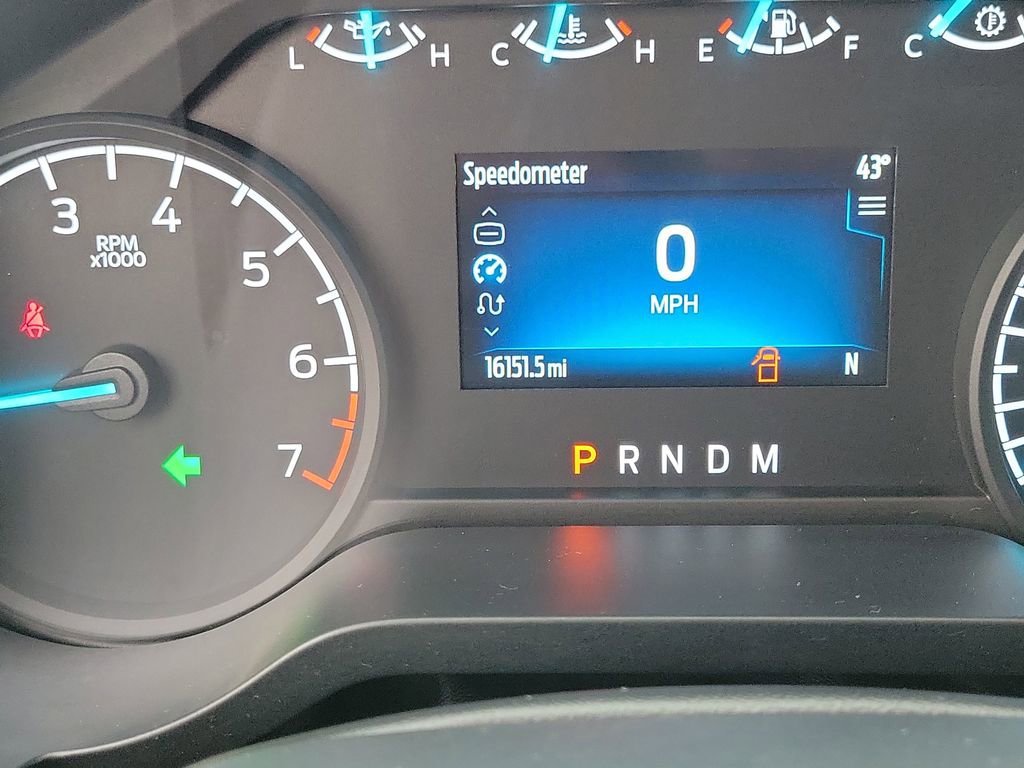 L H C H E F C
Speedometer 43°
3 4
RPM
x1000
5
0
MPH
6
16151.5 mi N
7
P R N D M